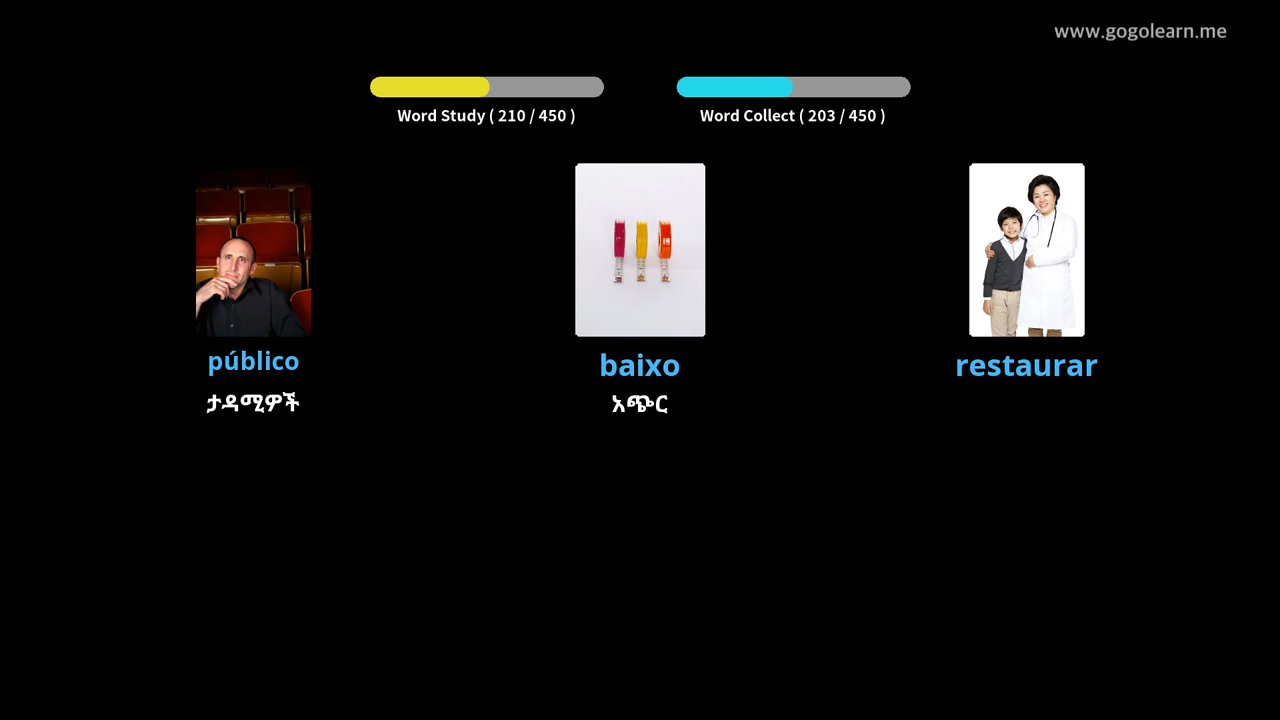 www.gogolearn.me
Word Study ( 210 / 450 )
Word Collect ( 203 / 450 )
público
baixo
restaurar
ታዳሚዎች
አጭር